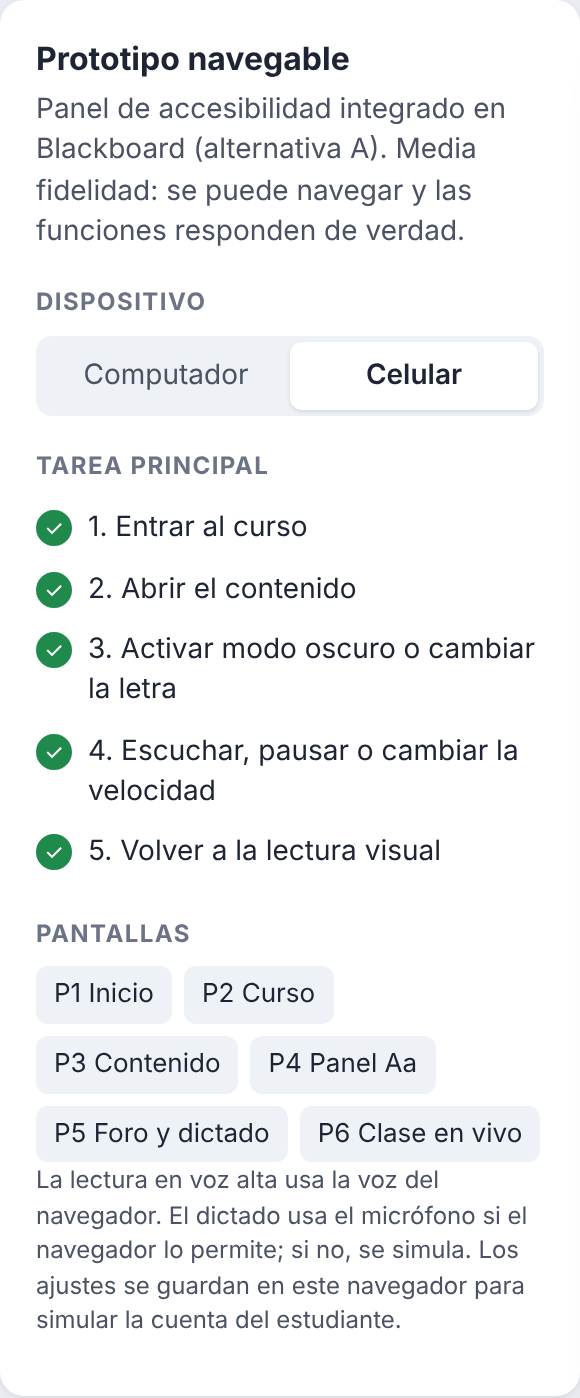 Prototipo navegable
Panel de accesibilidad integrado en
Blackboard (alternativa A). Media
fidelidad: se puede navegar y las
funciones responden de verdad.
DISPOSITIVO
Computador
Celular
TAREA PRINCIPAL
1. Entrar al curso
2. Abrir el contenido
3. Activar modo oscuro o cambiar
la letra
4. Escuchar, pausar o cambiar la
velocidad
5. Volver a la lectura visual
PANTALLAS
P1 Inicio
P2 Curso
P3 Contenido
P4 Panel Aa
P5 Foro y dictado
P6 Clase en vivo
La lectura en voz alta usa la voz del
navegador. El dictado usa el micrófono si el
navegador lo permite; si no, se simula. Los
ajustes se guardan en este navegador para
simular la cuenta del estudiante.